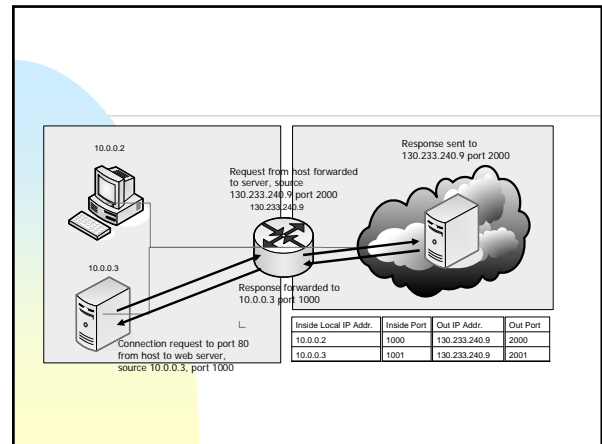 10.0.0.2
Response sent to
130.233.240.9 port 2000
Request from host forwarded
to server, source
130.233.240.9 port 2000
130.233.240.9
10.0.0.3
Response forwarded to
10.0.0.3 port 1000
Connection request to port 80
from host to web server,
source 10.0.0.3, port 1000
Inside Local IP Addr. Inside Port Out IP Addr. Out Port
10.0.0.2 1000 130.233.240.9 2000
10.0.0.3 1001 130.233.240.9 2001